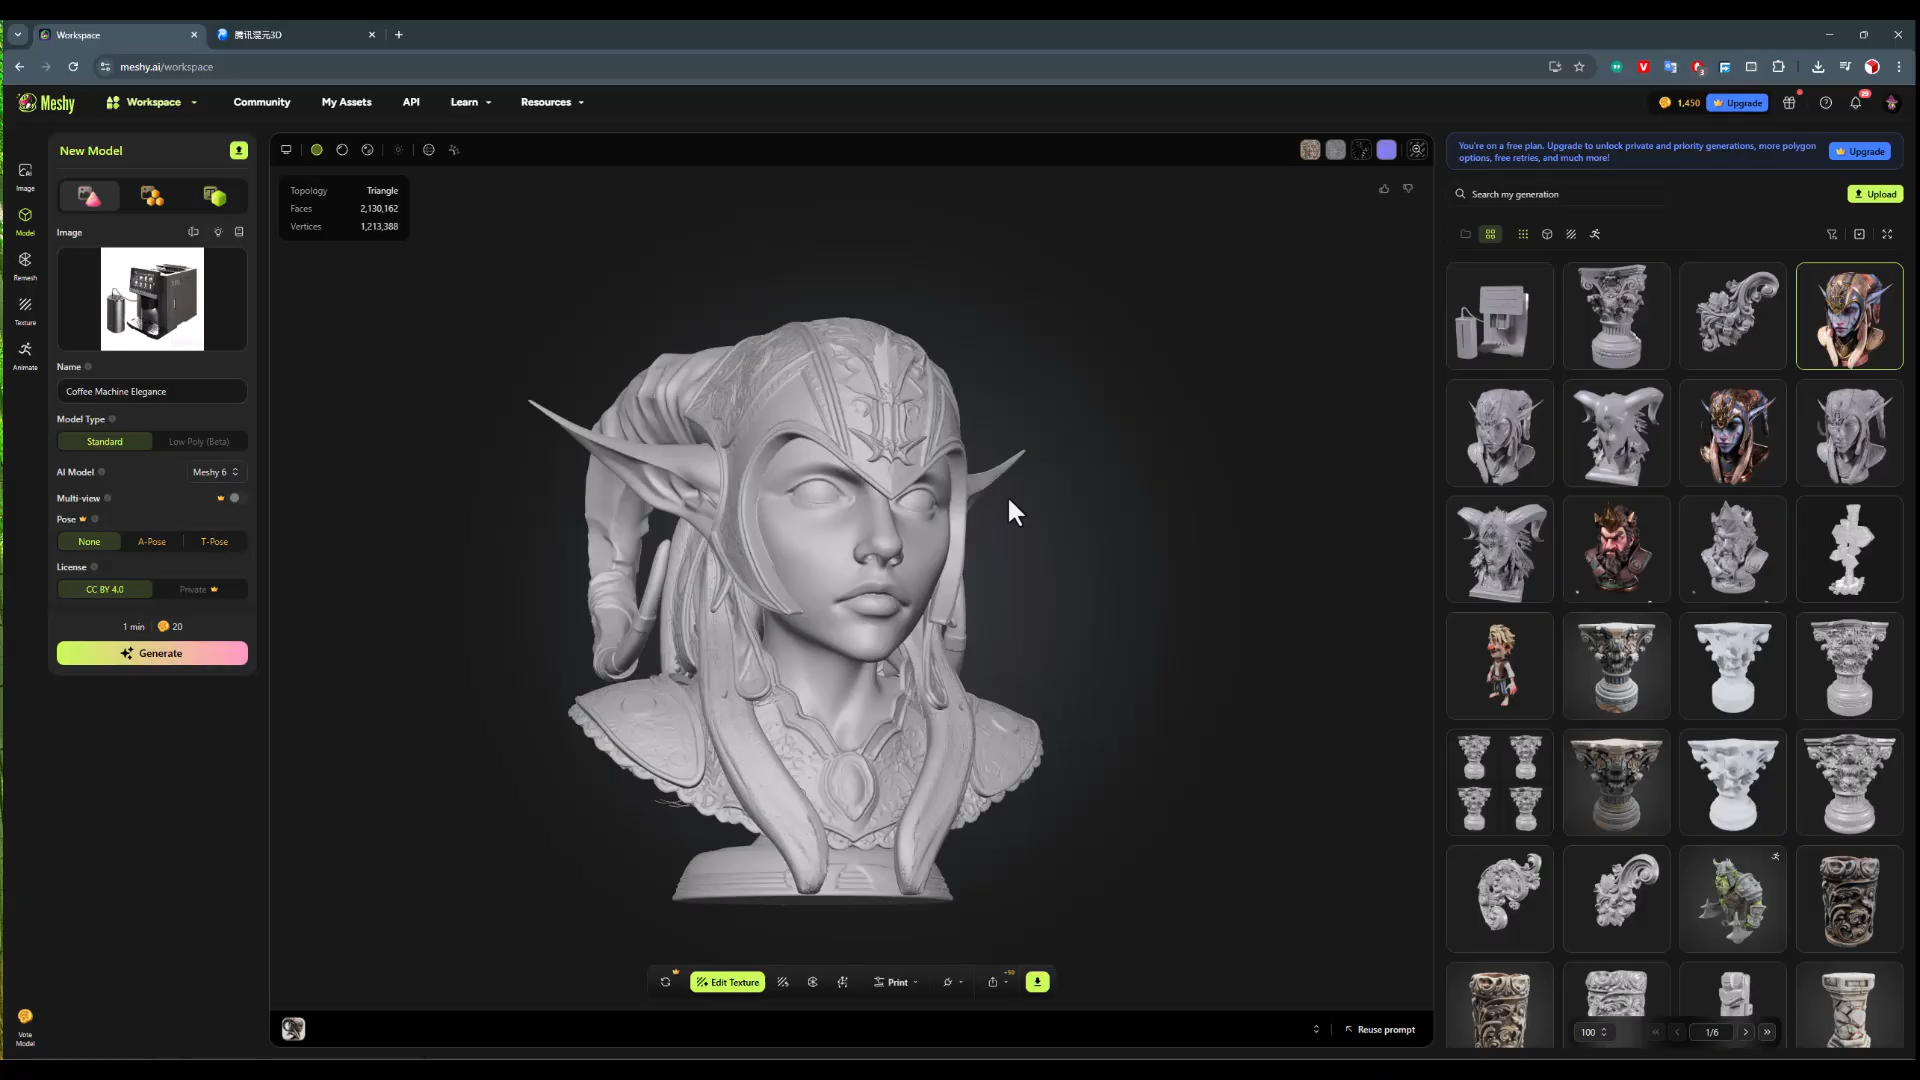 Workspace
腾讯混元3D
meshy.ai/workspace
Meshy
Workspace
Community
My Assets
API
Learn
Resources
1,450
Upgrade
29
New Model
Image
Model
Remesh
Texture
Animate
Image
Name
Coffee Machine Elegance
Model Type
Standard
Low Poly (Beta)
AI Model
Meshy 6
Multi-view
Pose
None
A-Pose
T-Pose
License
CC BY 4.0
Private
1 min
20
Generate
Vote
Model
Topology Triangle
Faces 2,130,162
Vertices 1,213,388
Edit Texture
Print
+50
Reuse prompt
You're on a free plan. Upgrade to unlock private and priority generations, more polygon
options, free retries, and much more!
Upgrade
Search my generation
Upload
100
1/6